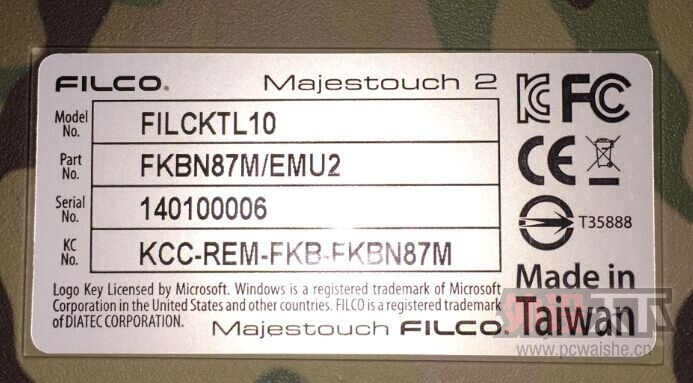 FILCO® Majestouch 2
Model No. FILCKTL10
Part No. FKBN87M/EMU2
Serial No. 140100006
KC No. KCC-REM-FKB-FKBN87M
KC FC CE
T35888
Logo Key Licensed by Microsoft. Windows is a registered trademark of Microsoft
Corporation in the United States and other countries. FILCO is a registered trademark
of DIATEC CORPORATION.
Majestouch FILCO®
Made in
Taiwan
www.pcwaishe.cn